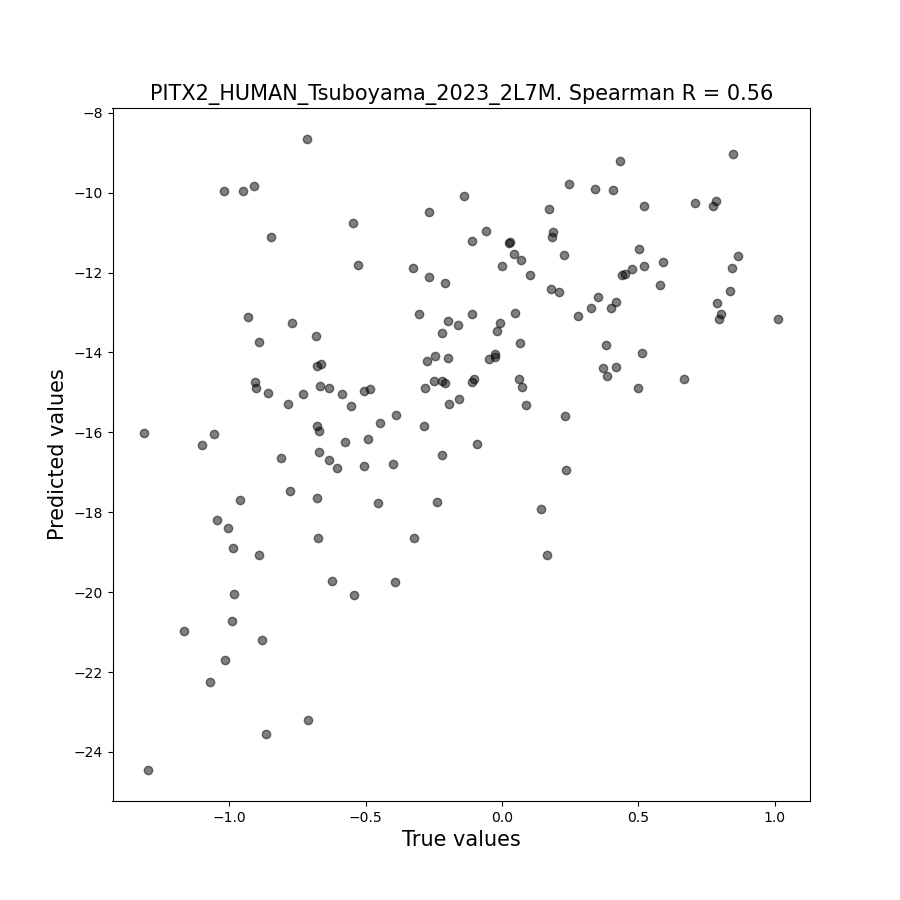 PITX2_HUMAN_Tsuboyama_2023_2L7M. Spearman R = 0.56
−8
−10
−12
−14
−16
−18
−20
−22
−24
Predicted values
−1.0 −0.5 0.0 0.5 1.0
True values